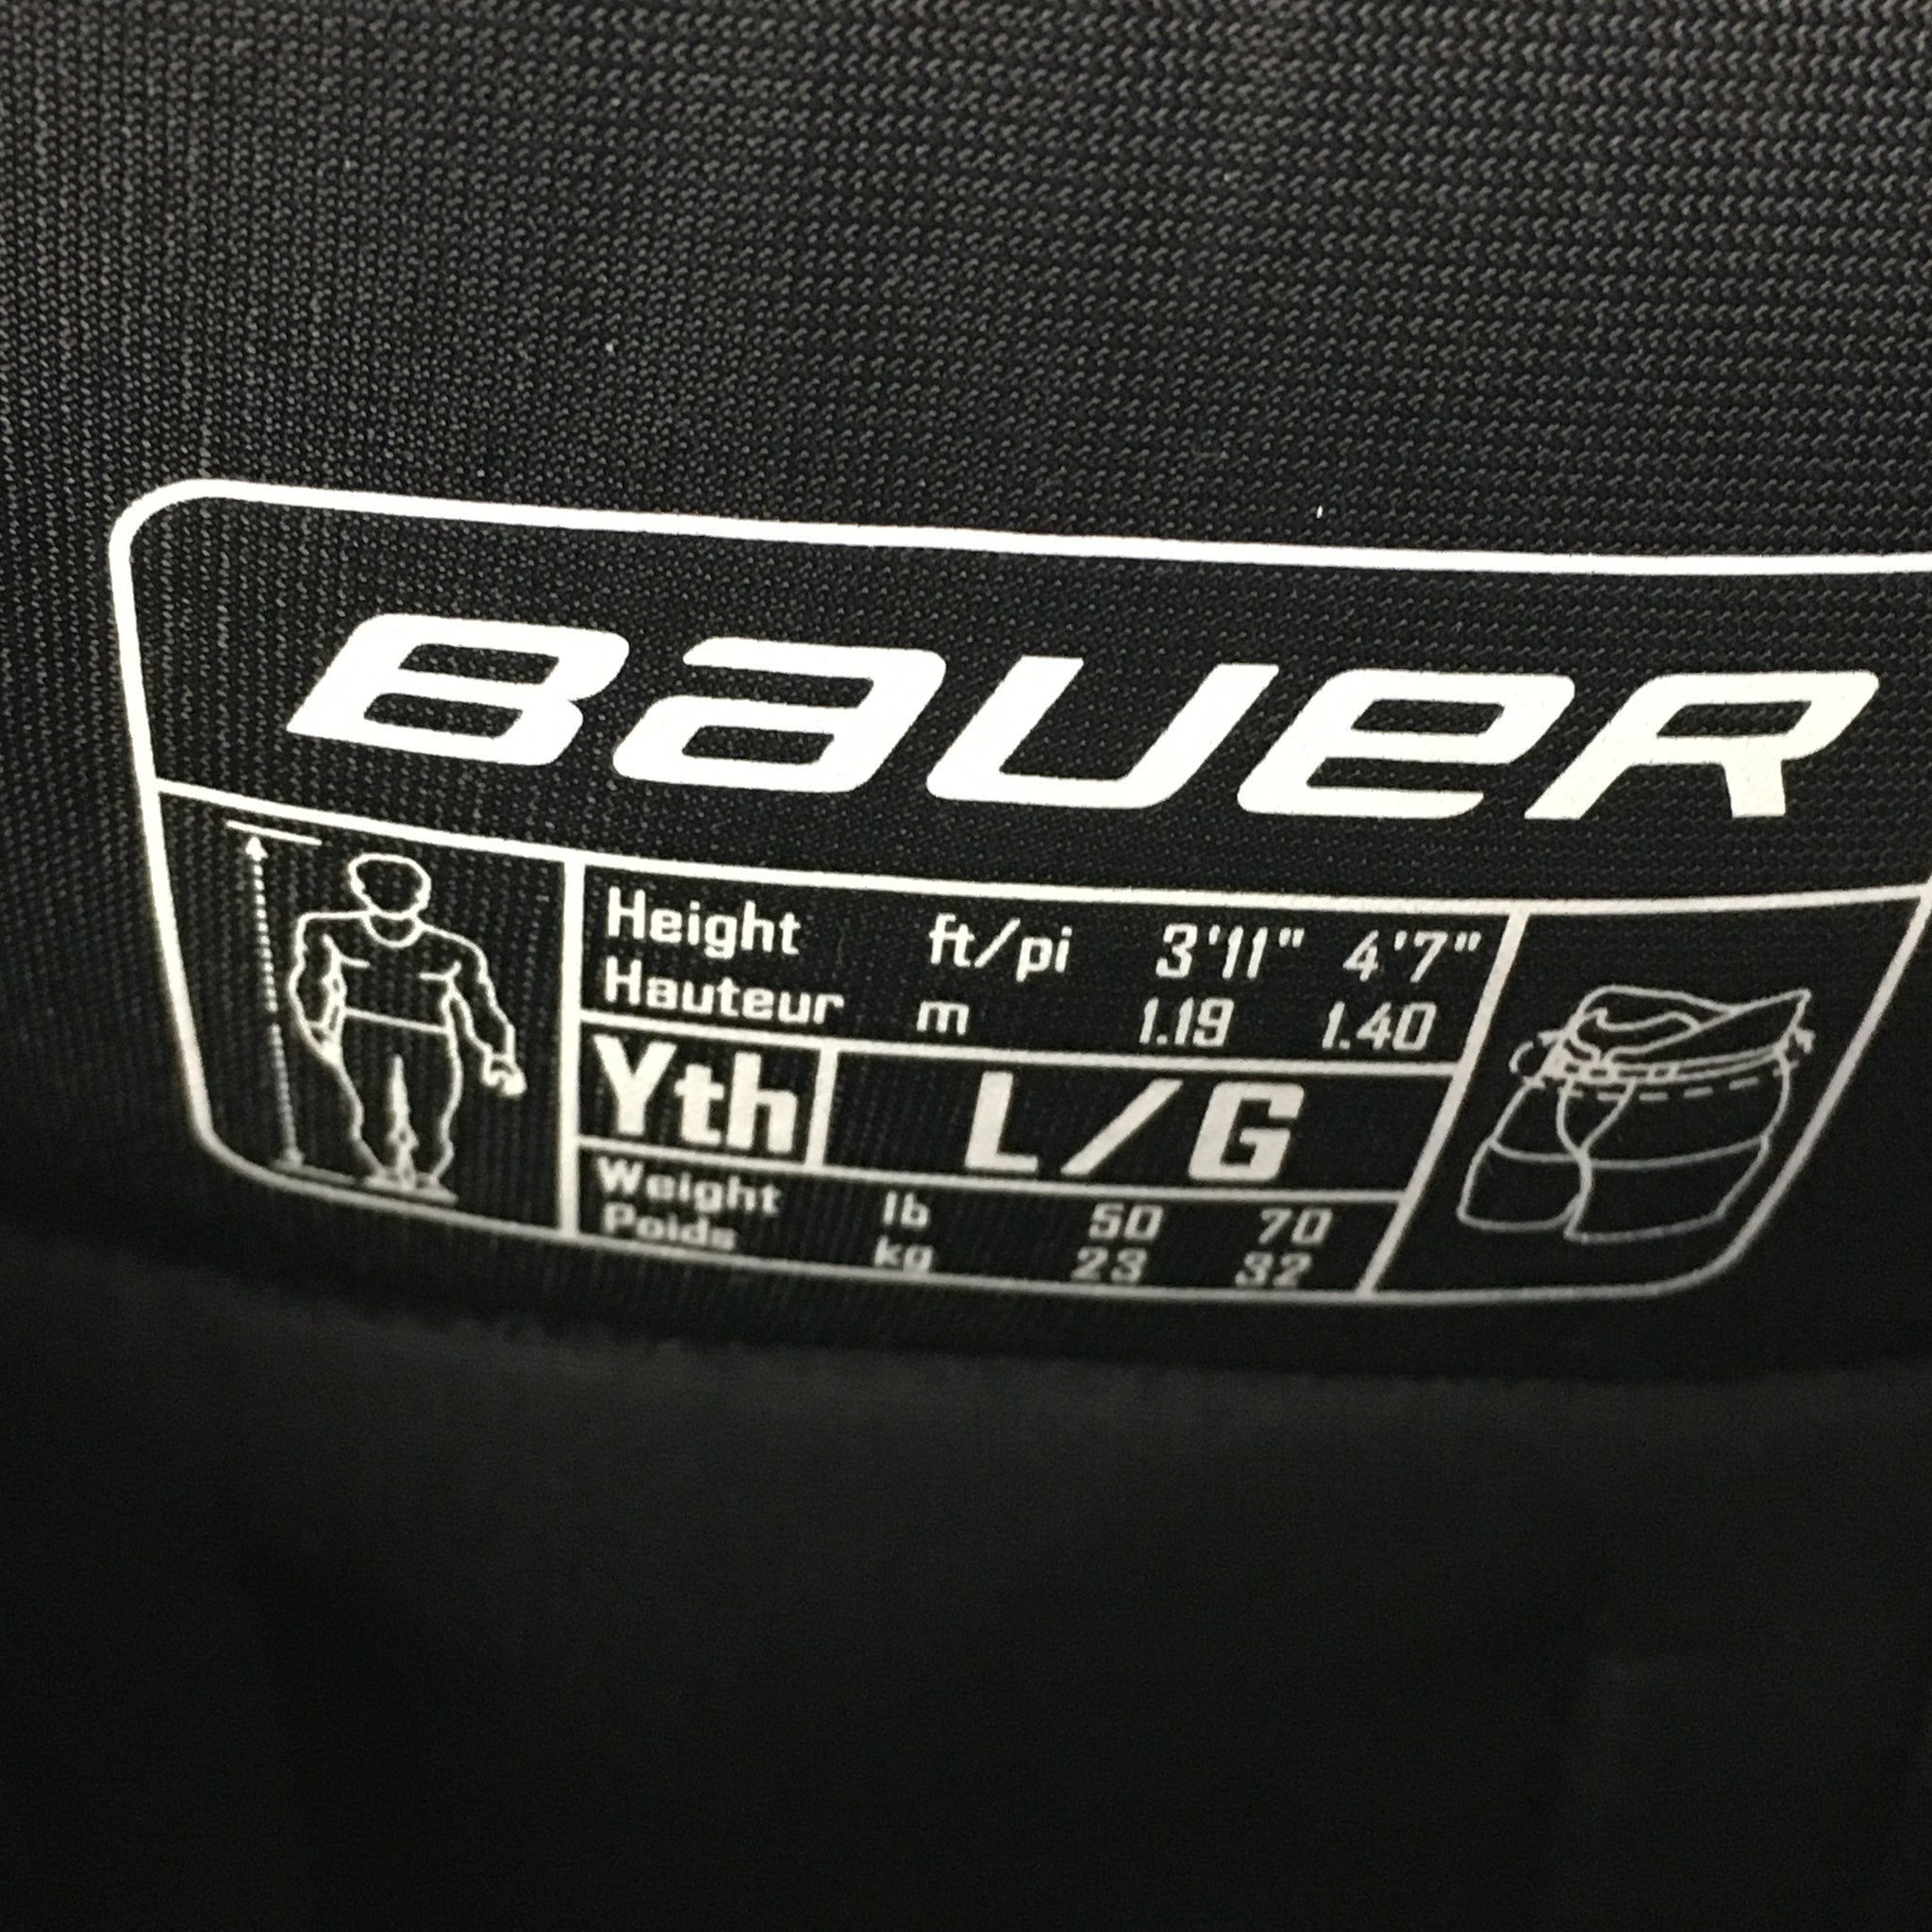 BAUER
Height ft/pi 3'11" 4'7"
Hauteur m 1.19 1.40
Yth L/G
Weight lb 50 70
Poids kg 23 32